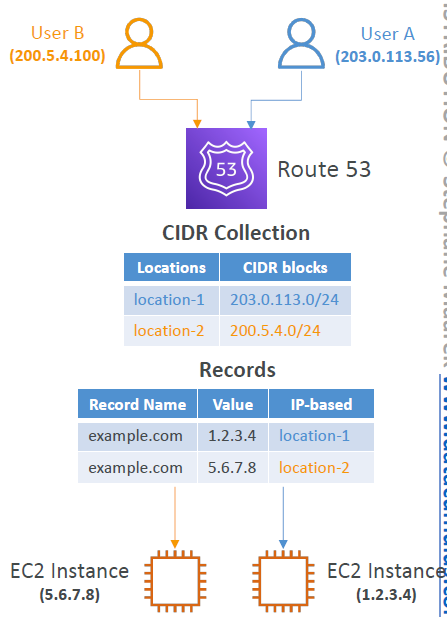 User B
(200.5.4.100)
User A
(203.0.113.56)
53
Route 53
CIDR Collection
Locations CIDR blocks
location-1 203.0.113.0/24
location-2 200.5.4.0/24
Records
Record Name Value IP-based
example.com 1.2.3.4 location-1
example.com 5.6.7.8 location-2
EC2 Instance
(5.6.7.8)
EC2 Instance
(1.2.3.4)